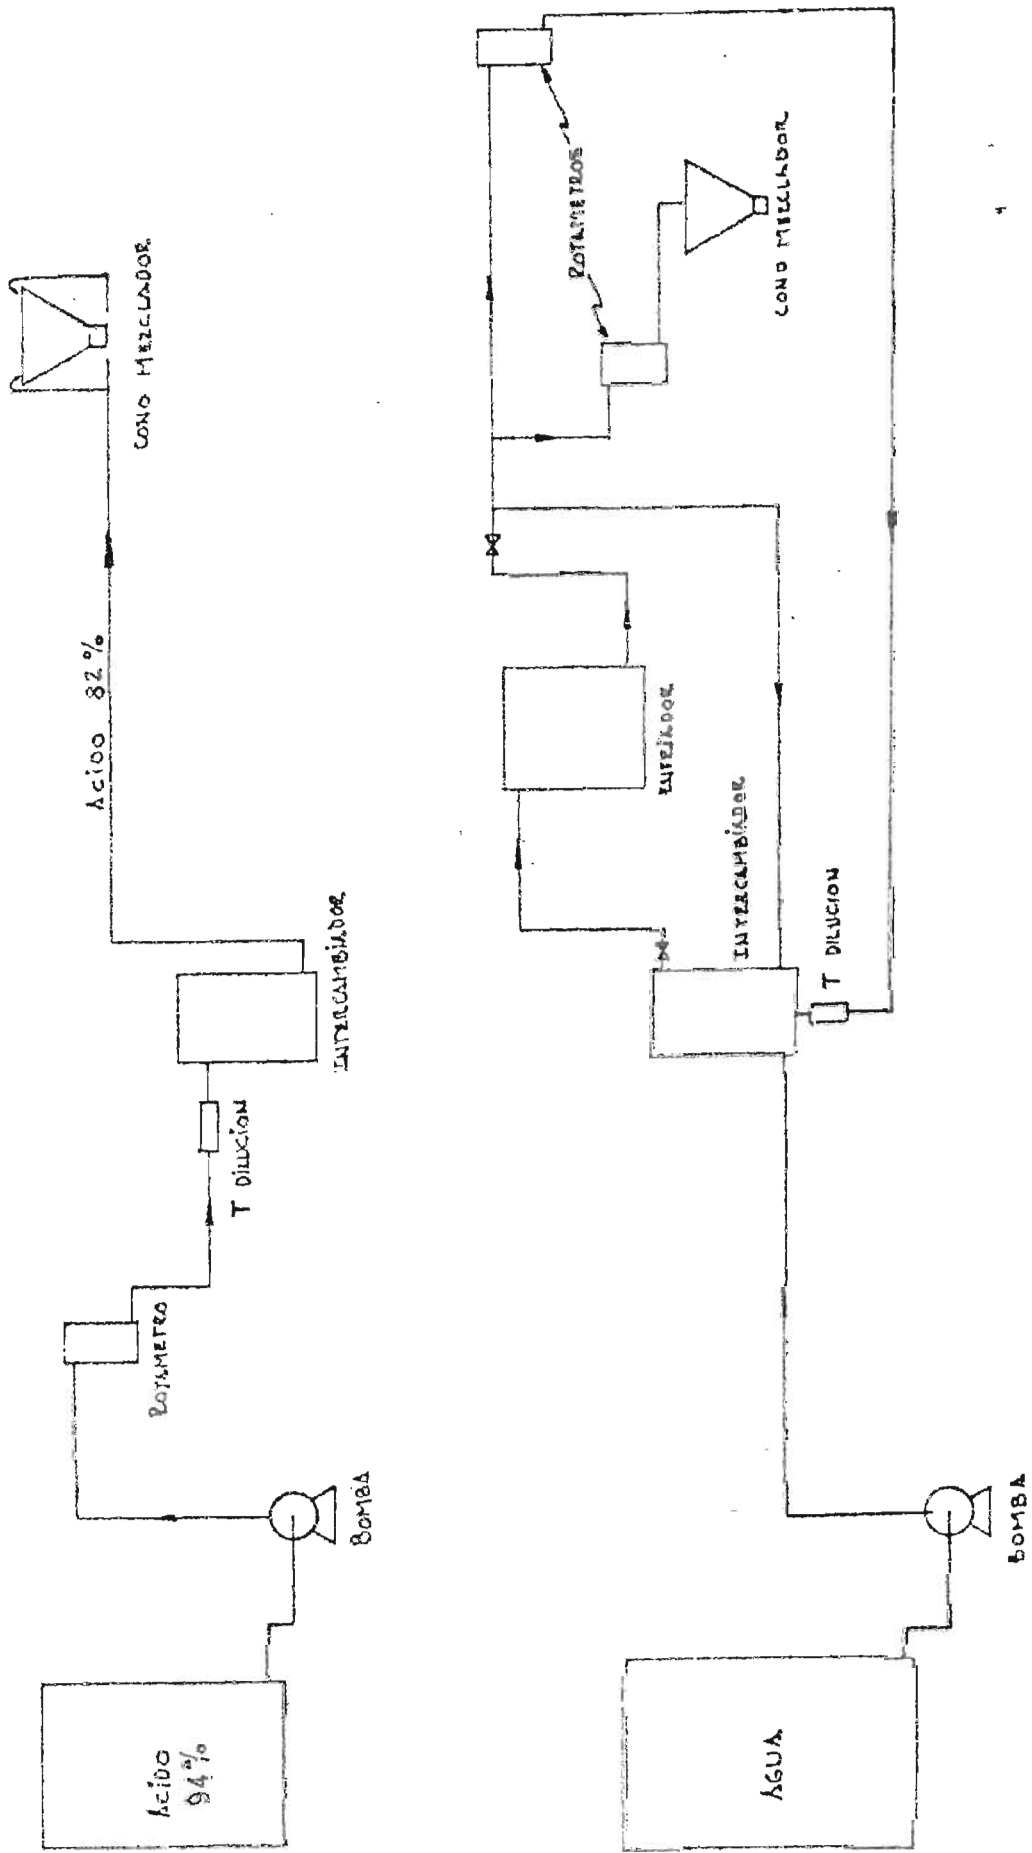 ACiDO
94%
BOMBA
ROTAMETRO
T DILUCION
INTERCAMBIADOR
ACiDO 82%
CONO MEZCLADOR
AGUA
BOMBA
T DILUCION
INTERCAMBIADOR
ENFRIADOR
ROTAMETROS
CONO MEZCLADOR